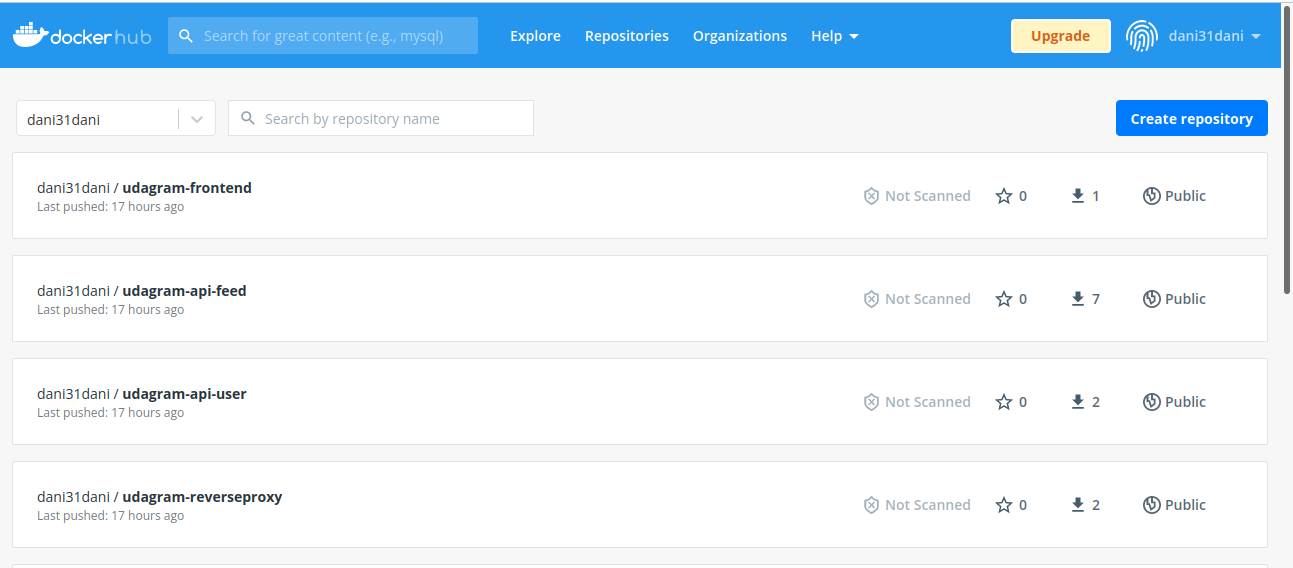 docker hub
Search for great content (e.g., mysql)
Explore
Repositories
Organizations
Help
Upgrade
dani31dani
dani31dani
Search by repository name
Create repository
dani31dani / udagram-frontend
Last pushed: 17 hours ago
Not Scanned
0
1
Public
dani31dani / udagram-api-feed
Last pushed: 17 hours ago
Not Scanned
0
7
Public
dani31dani / udagram-api-user
Last pushed: 17 hours ago
Not Scanned
0
2
Public
dani31dani / udagram-reverseproxy
Last pushed: 17 hours ago
Not Scanned
0
2
Public